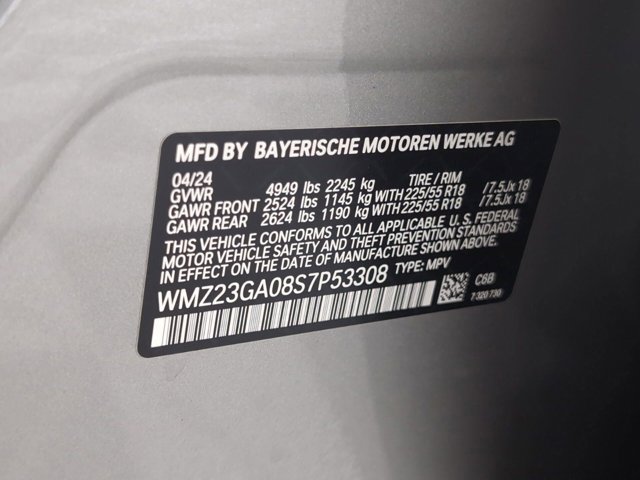 MFD BY BAYERISCHE MOTOREN WERKE AG
04/24 TIRE / RIM
GVWR 4949 lbs 2245 kg
GAWR FRONT 2524 lbs 1145 kg WITH 225/55 R18 /7.5Jx18
GAWR REAR 2624 lbs 1190 kg WITH 225/55 R18 /7.5Jx18
THIS VEHICLE CONFORMS TO ALL APPLICABLE U. S. FEDERAL
MOTOR VEHICLE SAFETY AND THEFT PREVENTION STANDARDS
IN EFFECT ON THE DATE OF MANUFACTURE SHOWN ABOVE.
WMZ23GA08S7P53308 TYPE: MPV
C6B
7 320 730